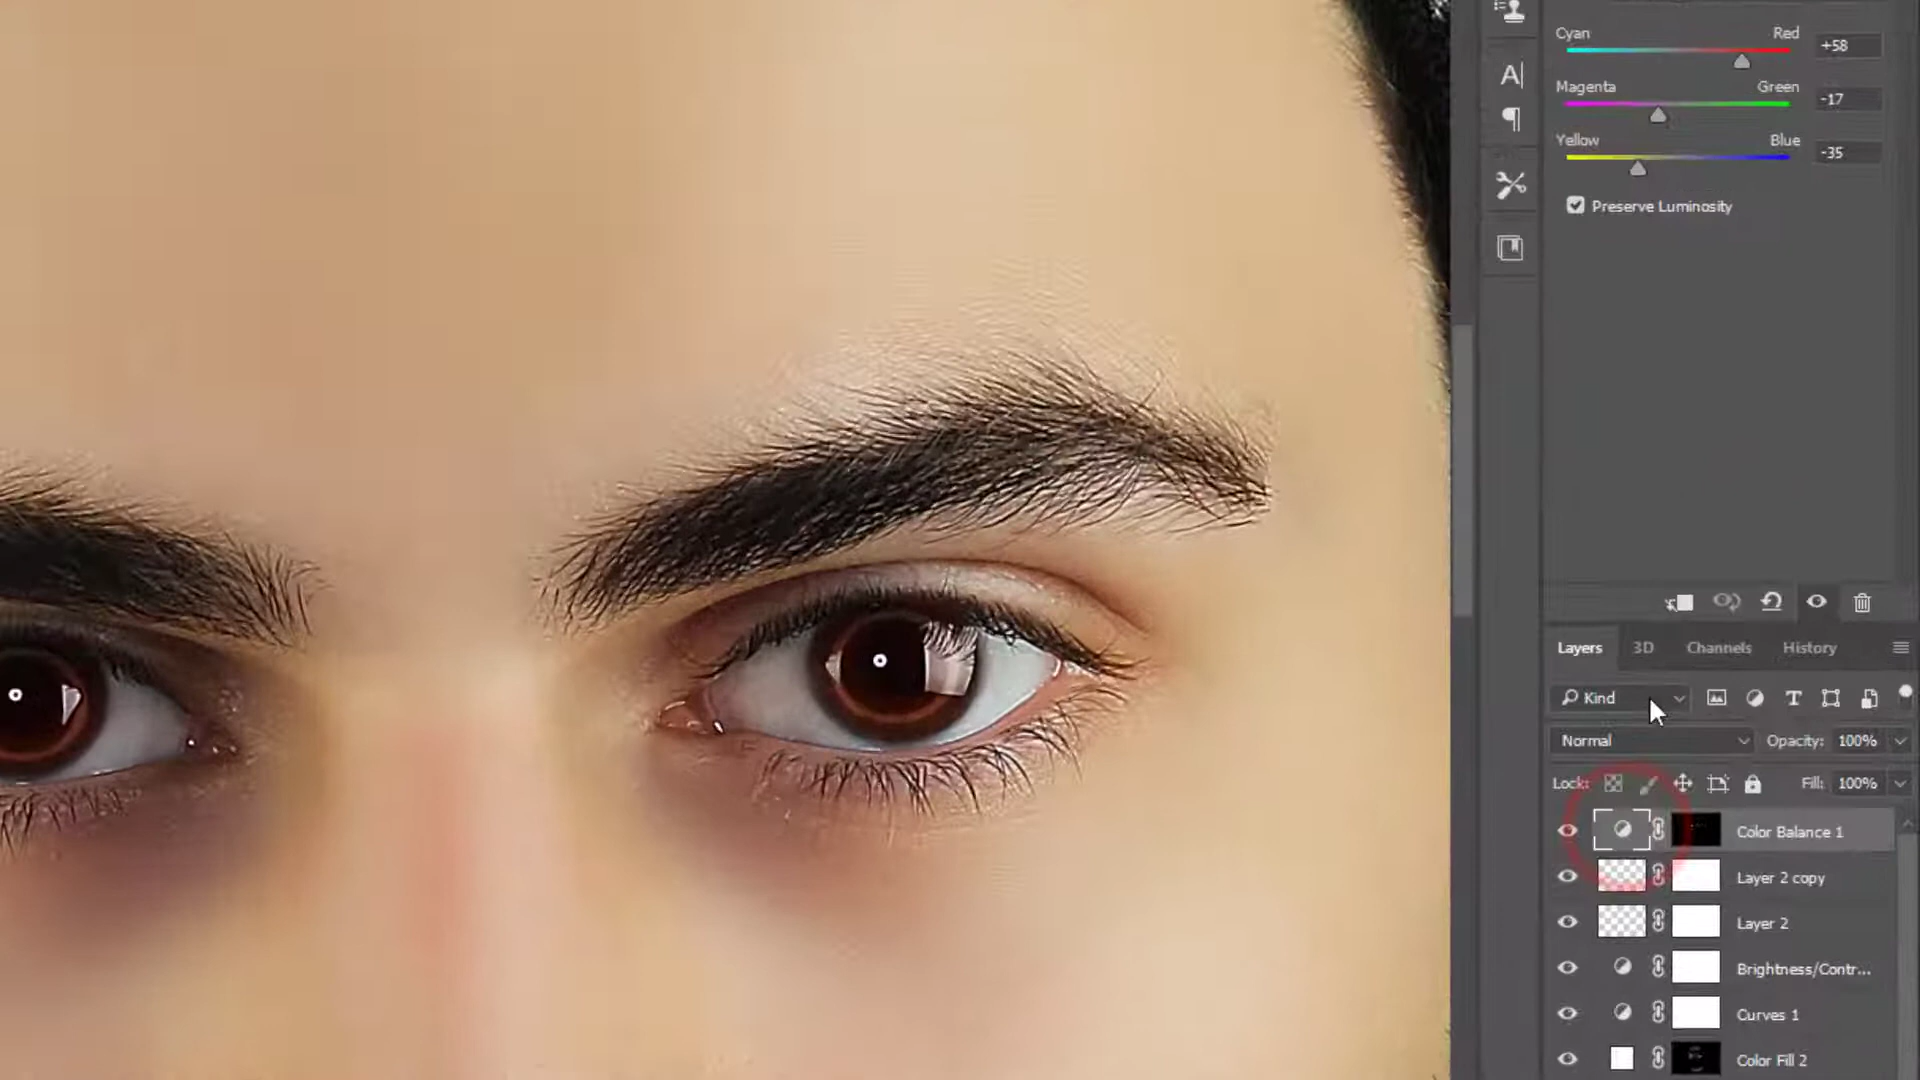 Cyan Red +58
Magenta Green -17
Yellow Blue -35
Preserve Luminosity
Layers 3D Channels History
Kind
Normal Opacity: 100%
Lock: Fill: 100%
Color Balance 1
Layer 2 copy
Layer 2
Brightness/Contr...
Curves 1
Color Fill 2